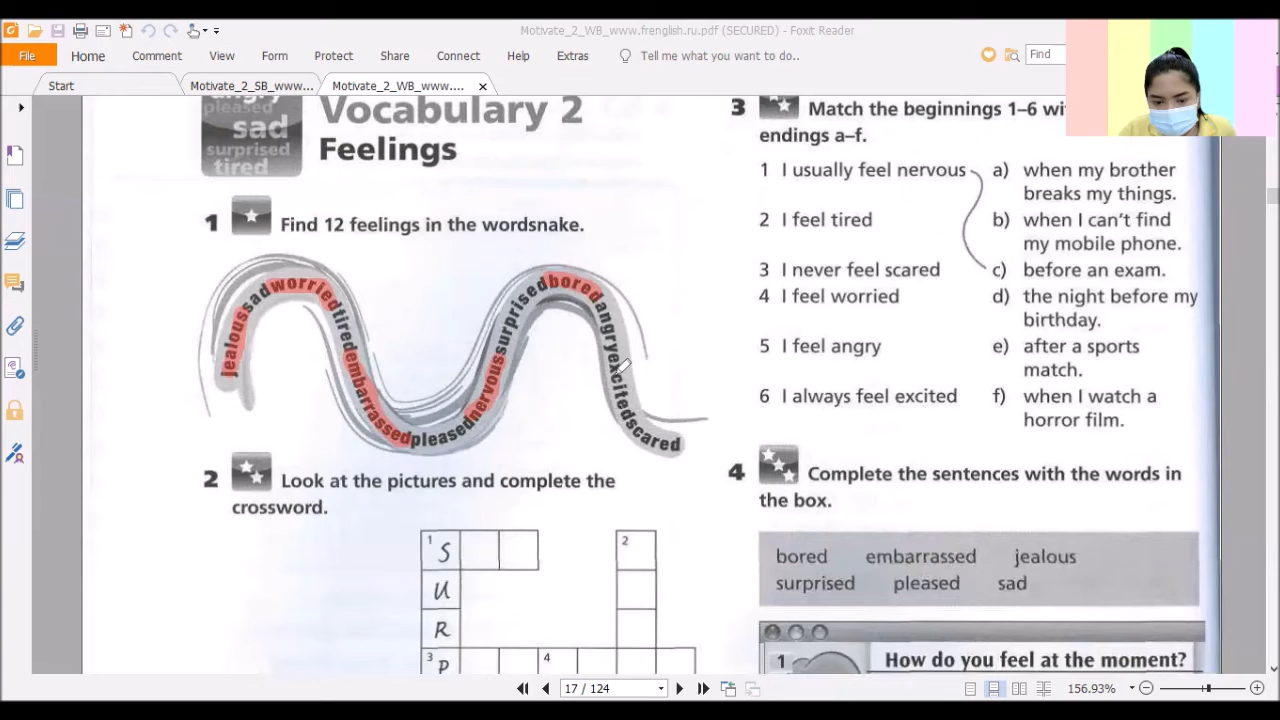 Motivate_2_WB_www.frenglish.ru.pdf (SECURED) - Foxit Reader
File Home Comment View Form Protect Share Connect Help Extras Tell me what you want to do.. Find
Start Motivate_2_SB_www.... Motivate_2_WB_www....
angry
pleased
sad
surprised
tired
Vocabulary 2
Feelings
1 Find 12 feelings in the wordsnake.
jealoussadworriedtiredembarrassedpleasednervoussurprisedboredangryexcitedscared
2 Look at the pictures and complete the
crossword.
1 S 2
U
R
3 P 4
3 Match the beginnings 1–6 wi
endings a–f.
1 I usually feel nervous
2 I feel tired
3 I never feel scared
4 I feel worried
5 I feel angry
6 I always feel excited
a) when my brother
breaks my things.
b) when I can't find
my mobile phone.
c) before an exam.
d) the night before my
birthday.
e) after a sports
match.
f) when I watch a
horror film.
4 Complete the sentences with the words in
the box.
bored embarrassed jealous
surprised pleased sad
1 How do you feel at the moment?
17 / 124
156.93%